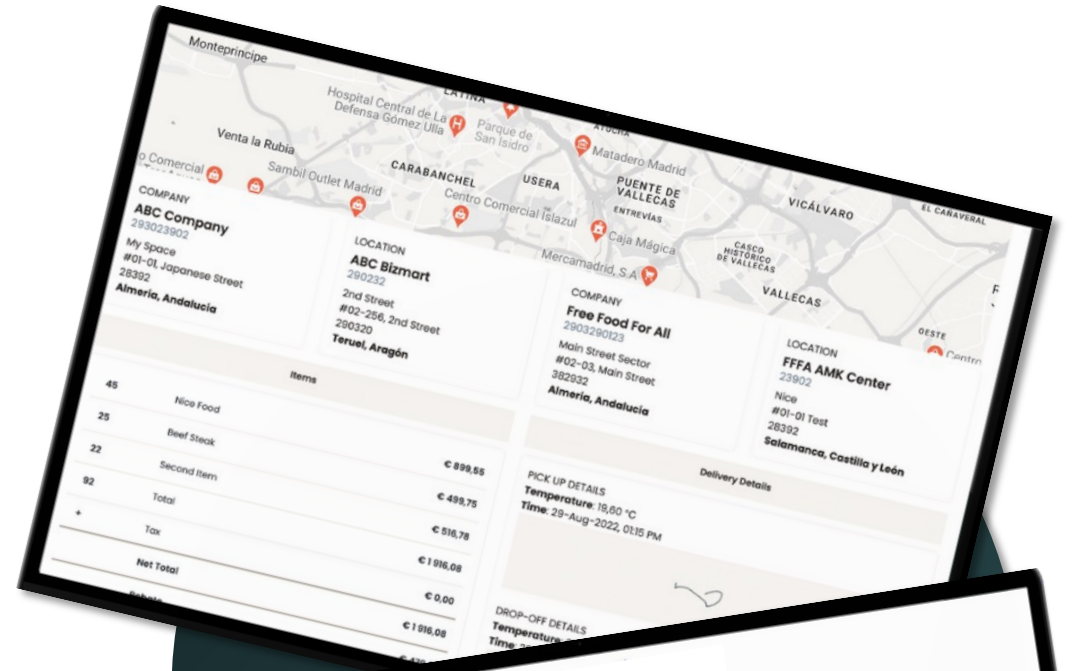 Monteprincipe
LATINA
Hospital Central de La
Defensa Gómez Ulla
Parque de
San Isidro
ATOCHA
Matadero Madrid
Venta la Rubia
o Comercial
Sambil Outlet Madrid
CARABANCHEL
USERA
PUENTE DE
VALLECAS
ENTREVÍAS
VICÁLVARO
EL CAÑAVERAL
Centro Comercial Islazul
Caja Mágica
CASCO
HISTÓRICO
DE VALLECAS
Mercamadrid, S.A
VALLECAS
OESTE
Centro
COMPANY
ABC Company
293023902
My Space
#01-01, Japanese Street
28392
Almería, Andalucía
LOCATION
ABC Bizmart
290232
2nd Street
#02-256, 2nd Street
290320
Teruel, Aragón
COMPANY
Free Food For All
2903290123
Main Street Sector
#02-03, Main Street
382932
Almería, Andalucía
LOCATION
FFFA AMK Center
23902
Nice
#01-01 Test
28392
Salamanca, Castilla y León
Items
45 Nice Food € 899,55
25 Beef Steak € 499,75
22 Second Item € 516,78
92 Total € 1 916,08
+ Tax € 0,00
Net Total € 1 916,08
Rebate
Delivery Details
PICK UP DETAILS
Temperature: 19,60 °C
Time: 29-Aug-2022, 01:15 PM
DROP-OFF DETAILS
Temperature:
Time: